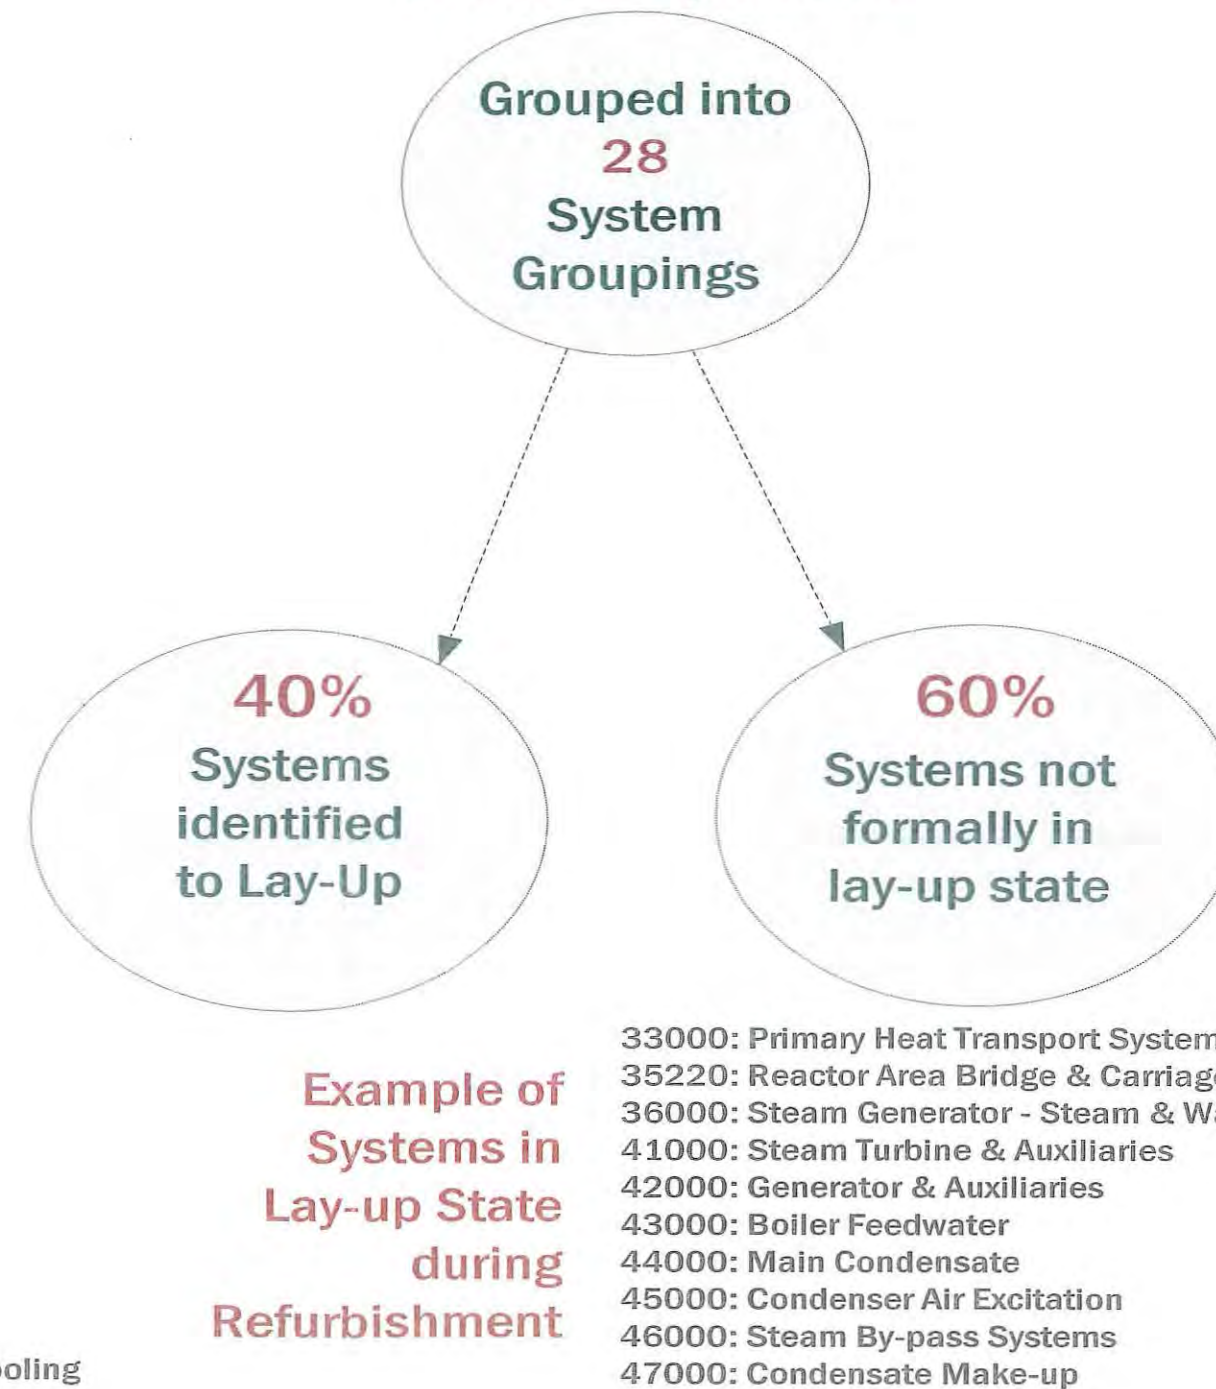 Grouped into
28
System
Groupings
40%
Systems
identified
to Lay-Up
60%
Systems not
formally in
lay-up state
Example of
Systems in
Lay-up State
during
Refurbishment
33000: Primary Heat Transport System
35220: Reactor Area Bridge & Carriage
36000: Steam Generator - Steam & Wa
41000: Steam Turbine & Auxiliaries
42000: Generator & Auxiliaries
43000: Boiler Feedwater
44000: Main Condensate
45000: Condenser Air Excitation
46000: Steam By-pass Systems
47000: Condensate Make-up
ooling